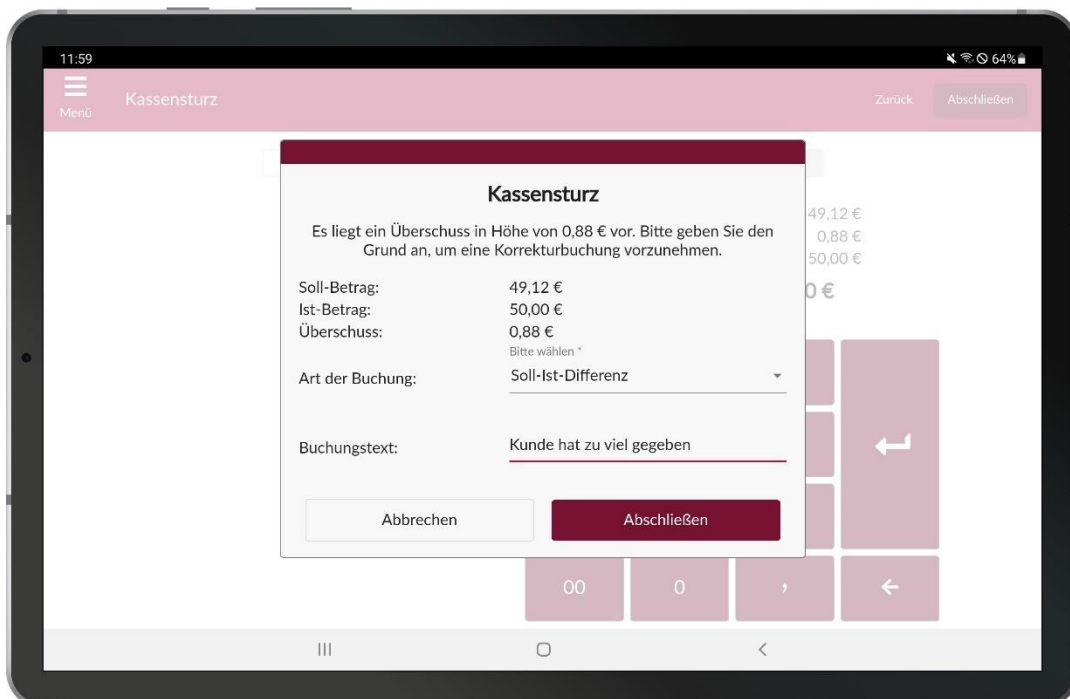 11:59
64%
Menü
Kassensturz
Zurück
Abschließen
Kassensturz
Es liegt ein Überschuss in Höhe von 0,88 € vor. Bitte geben Sie den
Grund an, um eine Korrekturbuchung vorzunehmen.
Soll-Betrag: 49,12 €
Ist-Betrag: 50,00 €
Überschuss: 0,88 €
Bitte wählen *
Art der Buchung: Soll-Ist-Differenz
Buchungstext: Kunde hat zu viel gegeben
Abbrechen
Abschließen
49,12 €
0,88 €
50,00 €
0 €
00
0
,